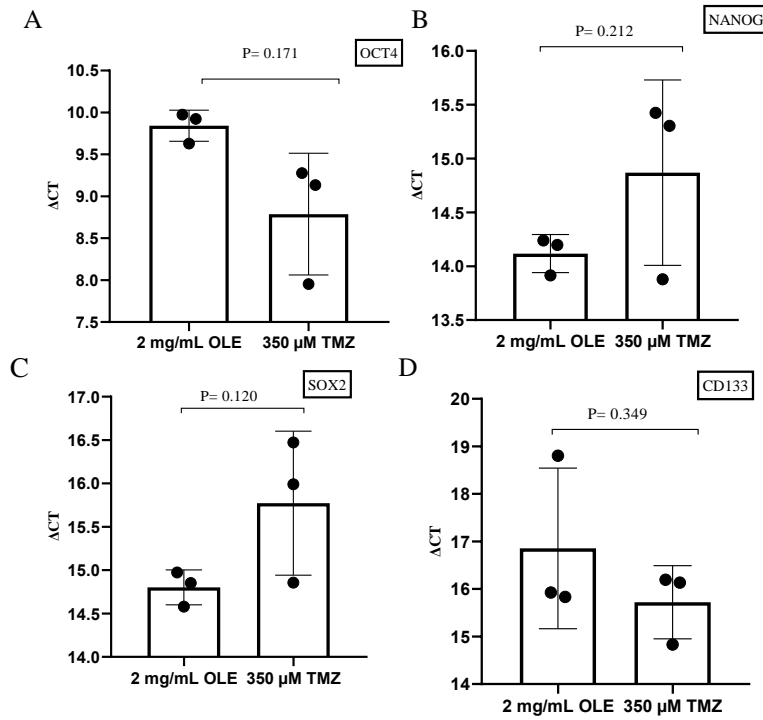 A
P= 0.171
OCT4
ΔCT
10.5
10.0
9.5
9.0
8.5
8.0
7.5
2 mg/mL OLE 350 µM TMZ
B
P = 0.212
NANOG
ΔCT
16.0
15.5
15.0
14.5
14.0
13.5
2 mg/mL OLE 350 µM TMZ
C
P = 0.120
SOX2
ΔCT
17.0
16.5
16.0
15.5
15.0
14.5
14.0
2 mg/mL OLE 350 µM TMZ
D
P = 0.349
CD133
ΔCT
20
19
18
17
16
15
14
2 mg/mL OLE 350 µM TMZ